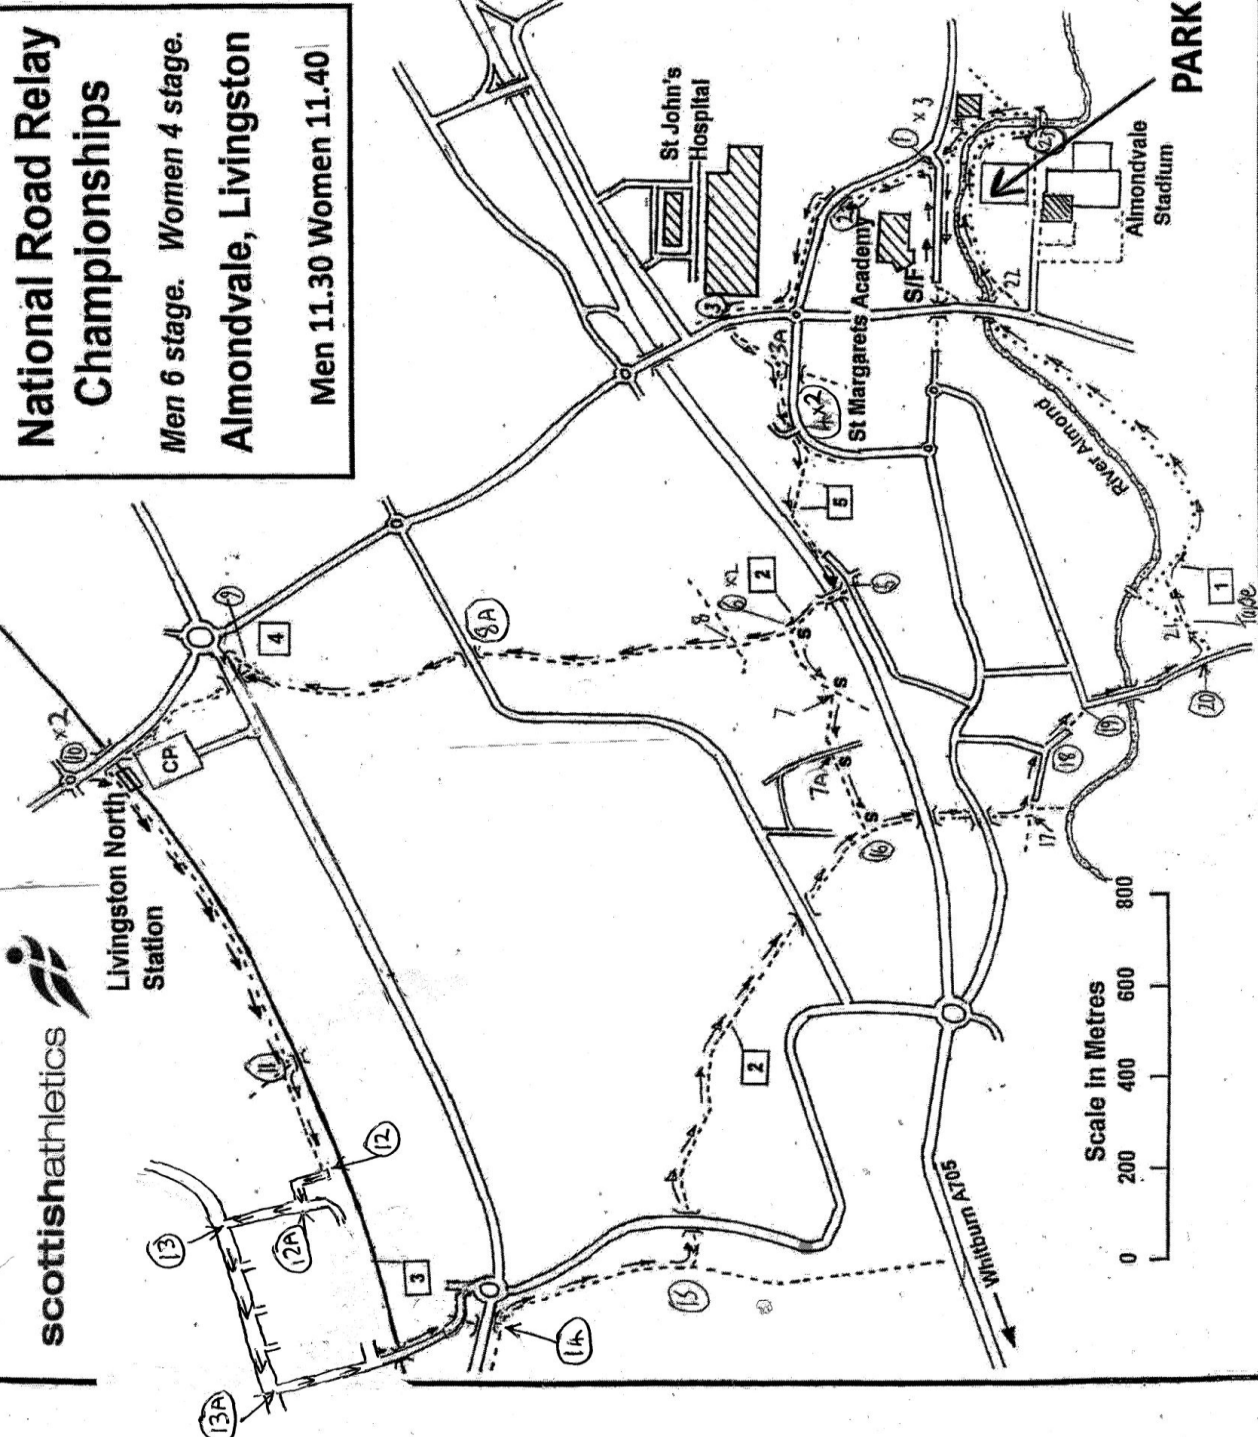 National Road Relay
Championships
Men 6 stage. Women 4 stage.
Almondvale, Livingston
Men 11.30 Women 11.40
scottishathletics
Livingston North
Station
CP
St John's
Hospital
St Margarets Academy
S/F
Almondvale
Stadium
PARK
River Almond
Whitburn A705
Scale in Metres
0 200 400 600 800
1 x3
2
3
3A
4x2
5
6
6 x2
2
7
7A
8
8A
9
4
10 x2
11
12
12A
13
13A
3
14
15
2
16
17
18
19
20
21
1
22
23
S
S
S
S